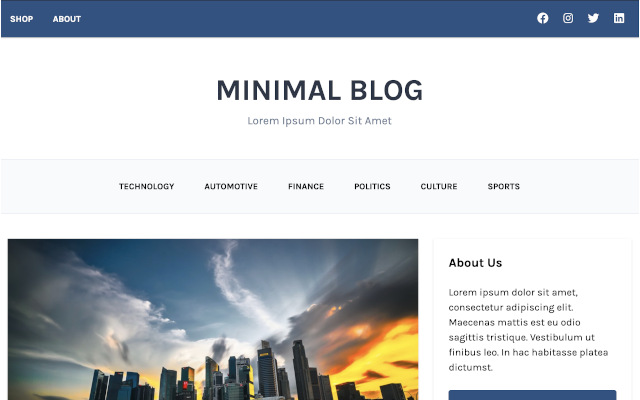 SHOP ABOUT
MINIMAL BLOG
Lorem Ipsum Dolor Sit Amet
TECHNOLOGY AUTOMOTIVE FINANCE POLITICS CULTURE SPORTS
About Us
Lorem ipsum dolor sit amet,
consectetur adipiscing elit.
Maecenas mattis est eu odio
sagittis tristique. Vestibulum ut
finibus leo. In hac habitasse platea
dictumst.